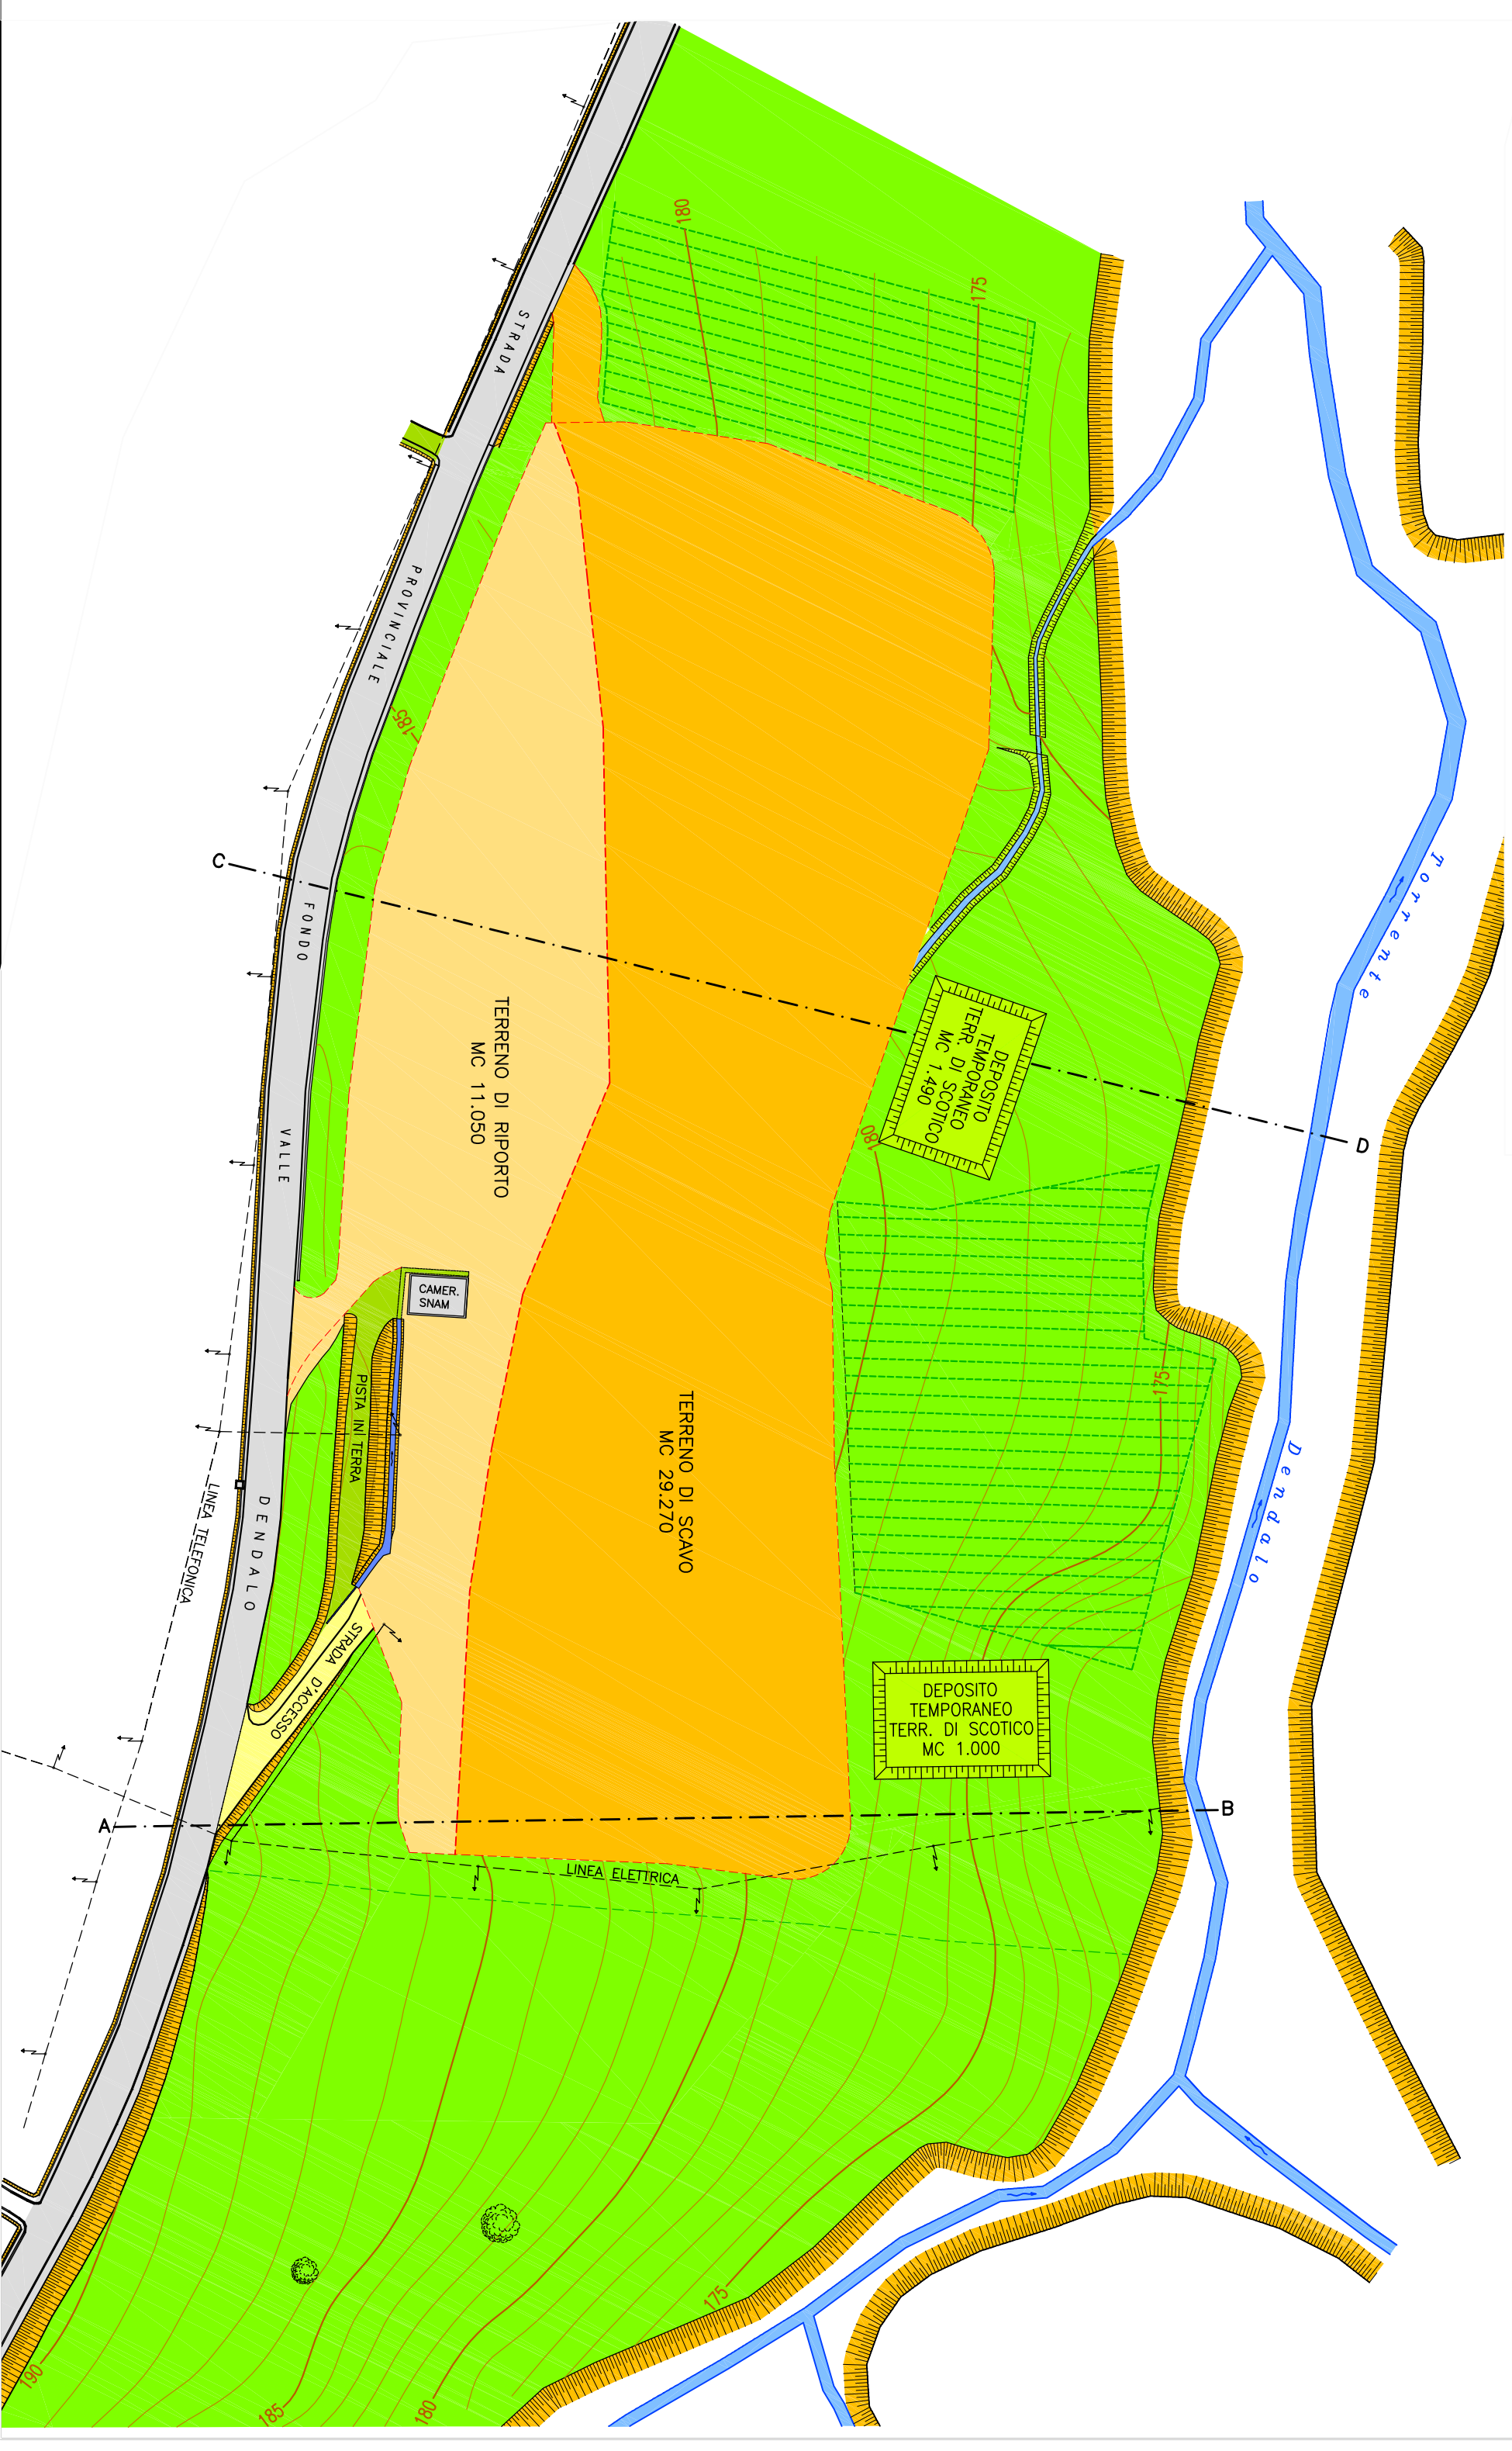 180
175
STRADA
PROVINCIALE
185
C
FONDO
Torrente
DEPOSITO
TEMPORANEO
TERR. DI SCOTICO
MC 1.490
TERRENO DI RIPORTO
MC 11.050
VALLE
180
D
CAMER.
SNAM
PISTA IN TERRA
175
TERRENO DI SCAVO
MC 29.270
Dendalo
DENDALO
LINEA TELEFONICA
STRADA D'ACCESSO
DEPOSITO
TEMPORANEO
TERR. DI SCOTICO
MC 1.000
A
B
LINEA ELETTRICA
175
190
185
180